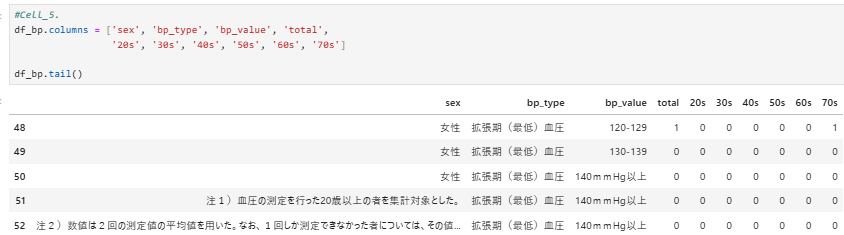 #Cell_5.
df_bp.columns = ['sex', 'bp_type', 'bp_value', 'total',
'20s', '30s', '40s', '50s', '60s', '70s']
df_bp.tail()
sex bp_type bp_value total 20s 30s 40s 50s 60s 70s
48 女性 拡張期（最低）血圧 120-129 1 0 0 0 0 0 1
49 女性 拡張期（最低）血圧 130-139 0 0 0 0 0 0 0
50 女性 拡張期（最低）血圧 140ｍｍHg以上 0 0 0 0 0 0 0
51 注１）血圧の測定を行った20歳以上の者を集計対象とした。 拡張期（最低）血圧 140ｍｍHg以上 0 0 0 0 0 0 0
52 注２）数値は２回の測定値の平均値を用いた。なお、１回しか測定できなかった者については、その値... 拡張期（最低）血圧 140ｍｍHg以上 0 0 0 0 0 0 0